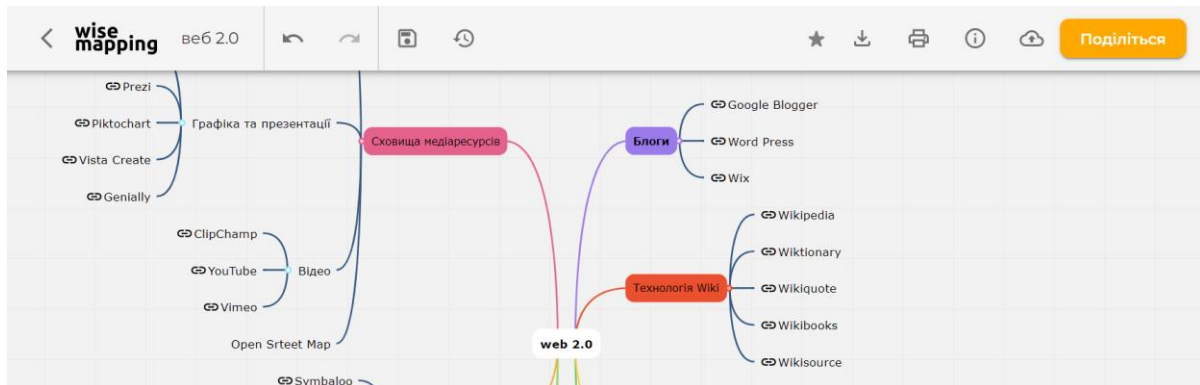 wise
mapping
веб 2.0
Поділіться
Prezi
Piktochart
Vista Create
Genially
Графіка та презентації
Сховища медіаресурсів
ClipChamp
YouTube
Vimeo
Відео
Open Srteet Map
Symbaloo
web 2.0
Блоги
Google Blogger
Word Press
Wix
Технологія Wiki
Wikipedia
Wiktionary
Wikiquote
Wikibooks
Wikisource